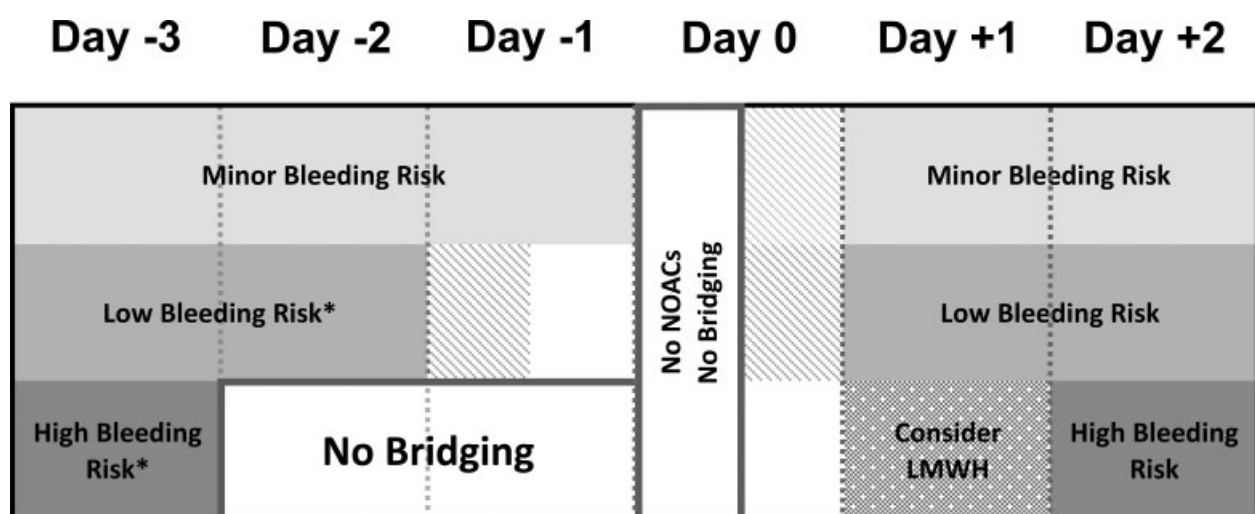 Day -3 Day -2 Day -1 Day 0 Day +1 Day +2
Minor Bleeding Risk
Minor Bleeding Risk
Low Bleeding Risk*
Low Bleeding Risk
No NOACs
No Bridging
High Bleeding
Risk*
No Bridging
Consider
LMWH
High Bleeding
Risk